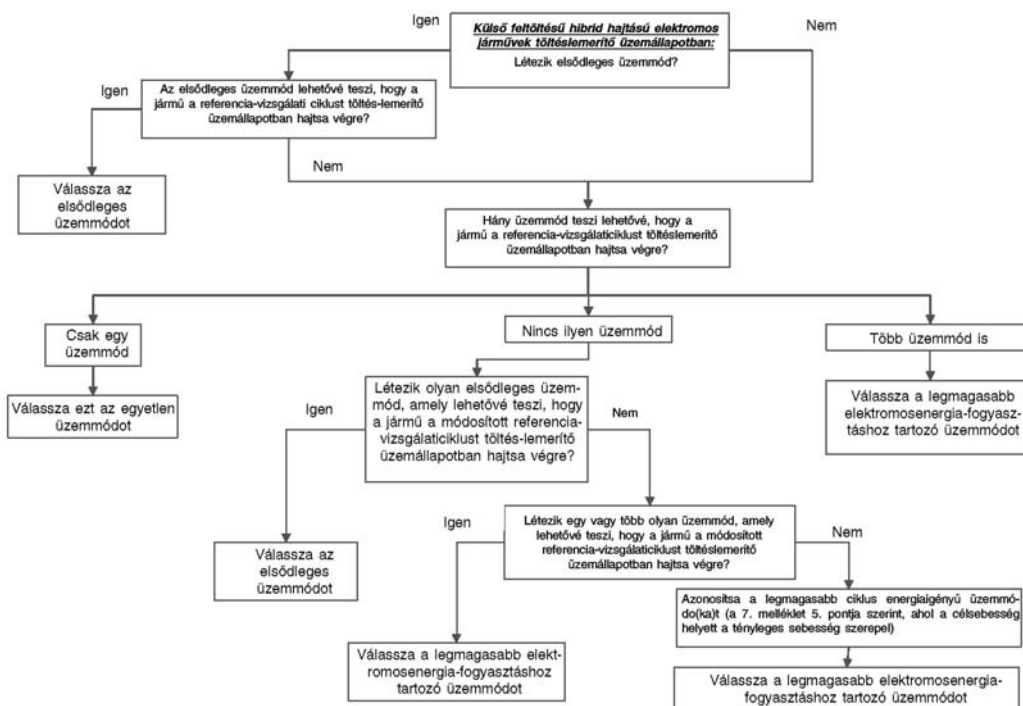 Igen
Külső feltöltésű hibrid hajtású elektromos
járművek töltéslemerítő üzemállapotban:
Létezik elsődleges üzemmód?
Nem
Igen
Az elsődleges üzemmód lehetővé teszi, hogy a
jármű a referencia-vizsgálati ciklust töltés-lemerítő
üzemállapotban hajtsa végre?
Nem
Válassza az
elsődleges
üzemmódot
Hány üzemmód teszi lehetővé, hogy a
jármű a referencia-vizsgálaticiklust töltéslemerítő
üzemállapotban hajtsa végre?
Csak egy
üzemmód
Nincs ilyen üzemmód
Több üzemmód is
Válassza ezt az egyetlen
üzemmódot
Igen
Létezik olyan elsődleges üzem-
mód, amely lehetővé teszi, hogy
a jármű a módosított referencia-
vizsgálaticiklust töltés-lemerítő
üzemállapotban hajtsa végre?
Nem
Válassza a legmagasabb
elektromosenergia-fogyasz-
táshoz tartozó üzemmódot
Válassza az
elsődleges
üzemmódot
Igen
Létezik egy vagy több olyan üzemmód, amely
lehetővé teszi, hogy a jármű a módosított
referencia-vizsgálaticiklust töltéslemerítő
üzemállapotban hajtsa végre?
Nem
Válassza a legmagasabb elekt-
romosenergia-fogyasztáshoz
tartozó üzemmódot
Azonosítsa a legmagasabb ciklus energiaigényű üzemmó-
do(ka)t (a 7. melléklet 5. pontja szerint, ahol a célsebesség
helyett a tényleges sebesség szerepel)
Válassza a legmagasabb elektromosenergia-
fogyasztáshoz tartozó üzemmódot